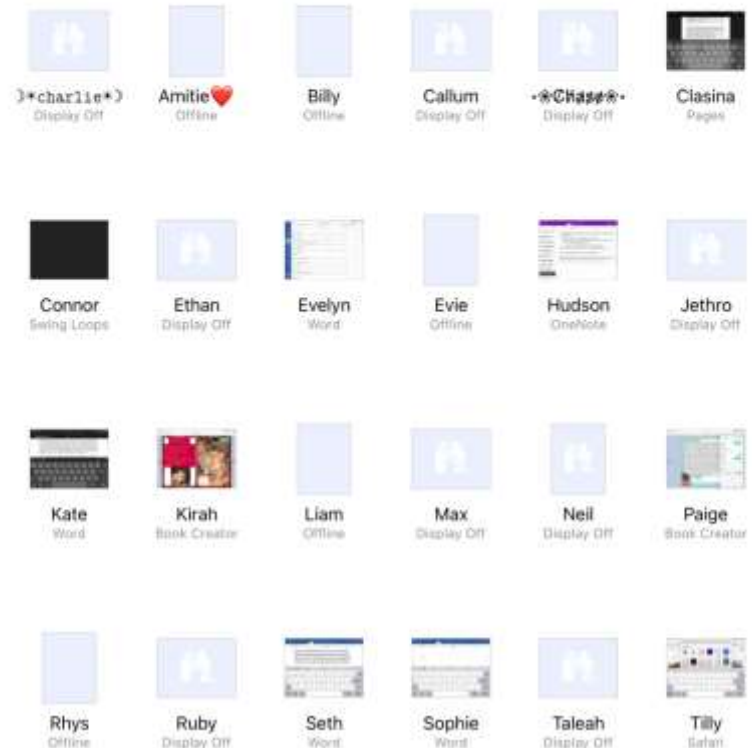 ☽*charlie*☽ Amitie❤️ Billy Callum Clasina
Display Off Offline Offline Display Off Display Off Pages
Connor Ethan Evelyn Evie Hudson Jethro
Swing Loops Display Off Word Offline OneNote Display Off
Kate Kirah Liam Max Neil Paige
Word Book Creator Offline Display Off Display Off Book Creator
Rhys Ruby Seth Sophie Taleah Tilly
Offline Display Off Word Word Display Off Safari